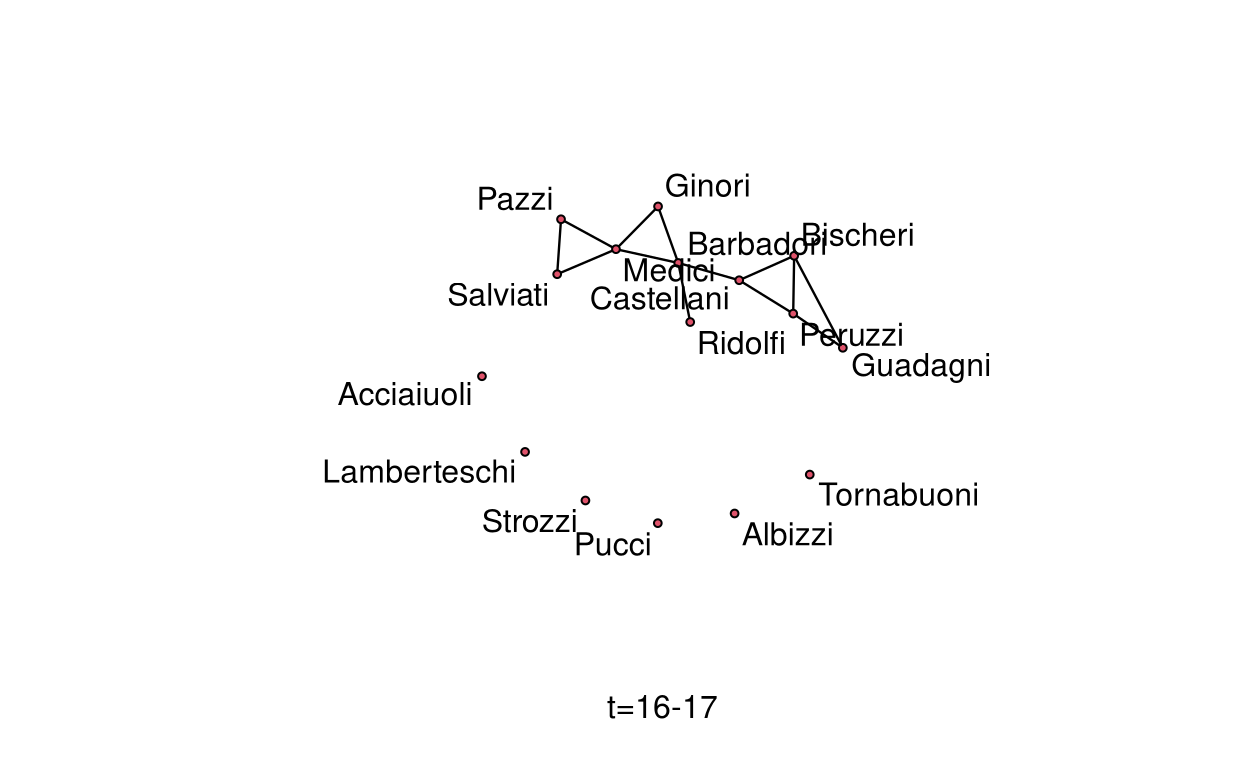 Ginori
Pazzi
Bischeri
Barbadori
Medici
Salviati
Castellani
Peruzzi
Ridolfi
Guadagni
Acciaiuoli
Lamberteschi
Tornabuoni
Strozzi
Albizzi
Pucci
t=16-17